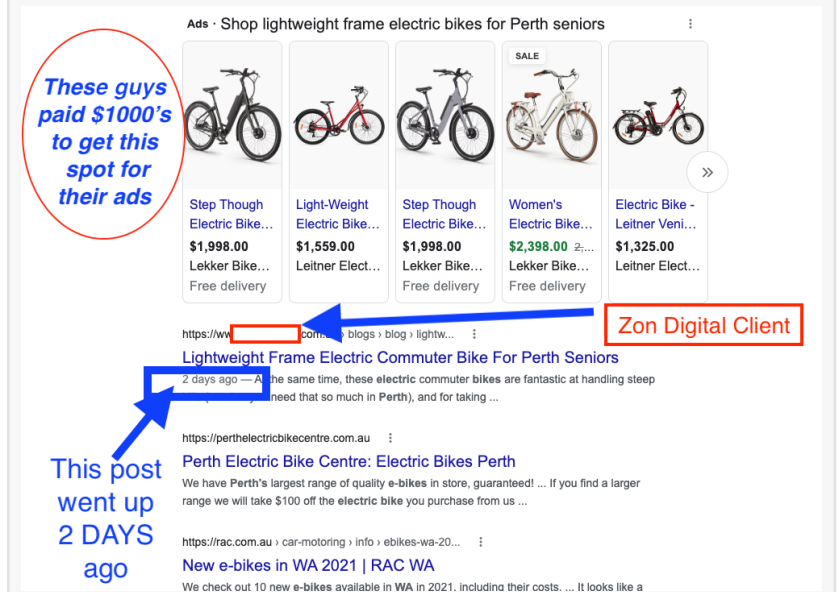 Ads · Shop lightweight frame electric bikes for Perth seniors
These guys
paid $1000's
to get this
spot for
their ads
SALE
Step Though
Electric Bike...
$1,998.00
Lekker Bike...
Free delivery
Light-Weight
Electric Bike...
$1,559.00
Leitner Elect...
Step Though
Electric Bike...
$1,998.00
Lekker Bike...
Free delivery
Women's
Electric Bike...
$2,398.00 2,...
Lekker Bike...
Free delivery
Electric Bike -
Leitner Veni...
$1,325.00
Leitner Elect...
Zon Digital Client
https://ww com. › blogs › blog › lightw...
Lightweight Frame Electric Commuter Bike For Perth Seniors
2 days ago — At the same time, these electric commuter bikes are fantastic at handling steep
need that so much in Perth), and for taking ...
This post
went up
2 DAYS
ago
https://perthelectricbikecentre.com.au
Perth Electric Bike Centre: Electric Bikes Perth
We have Perth's largest range of quality e-bikes in store, guaranteed! ... If you find a larger
range we will take $100 off the electric bike you purchase from us ...
https://rac.com.au › car-motoring › info › ebikes-wa-20...
New e-bikes in WA 2021 | RAC WA
We check out 10 new e-bikes available in WA in 2021, including their costs. ... It looks like a